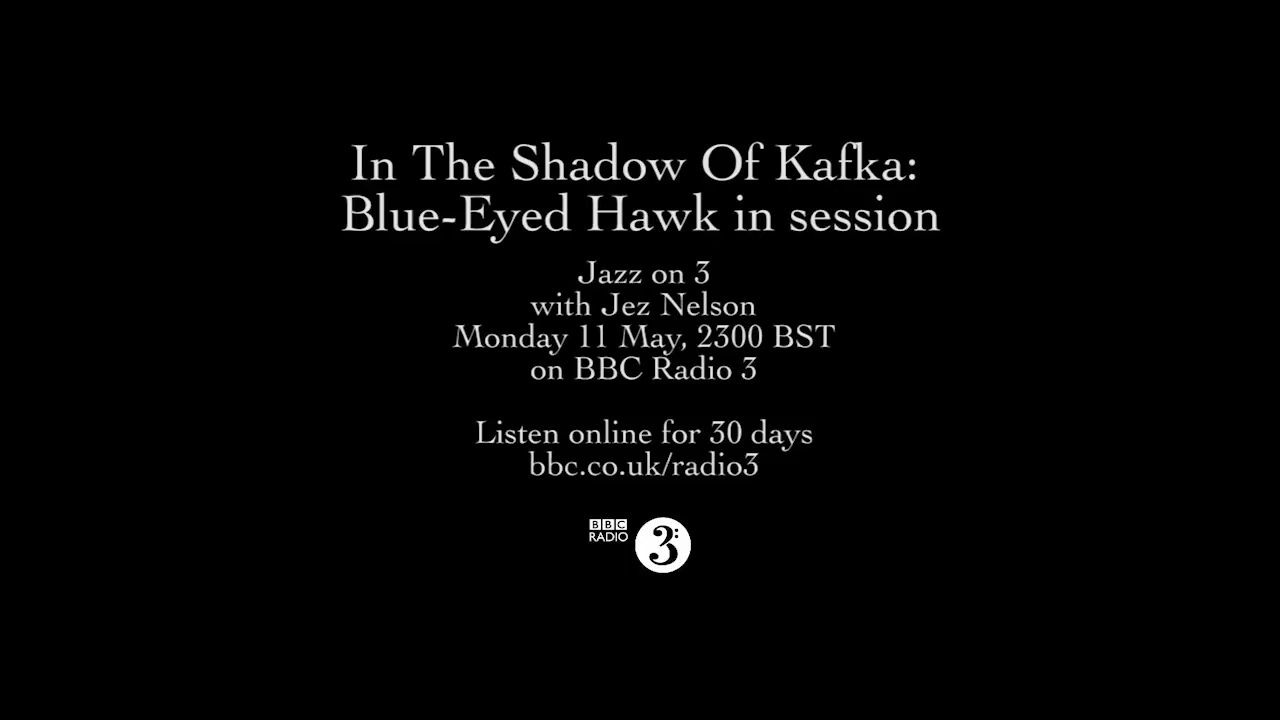 In The Shadow Of Kafka:
Blue-Eyed Hawk in session
Jazz on 3
with Jez Nelson
Monday 11 May, 2300 BST
on BBC Radio 3
Listen online for 30 days
bbc.co.uk/radio3
BBC
RADIO 3